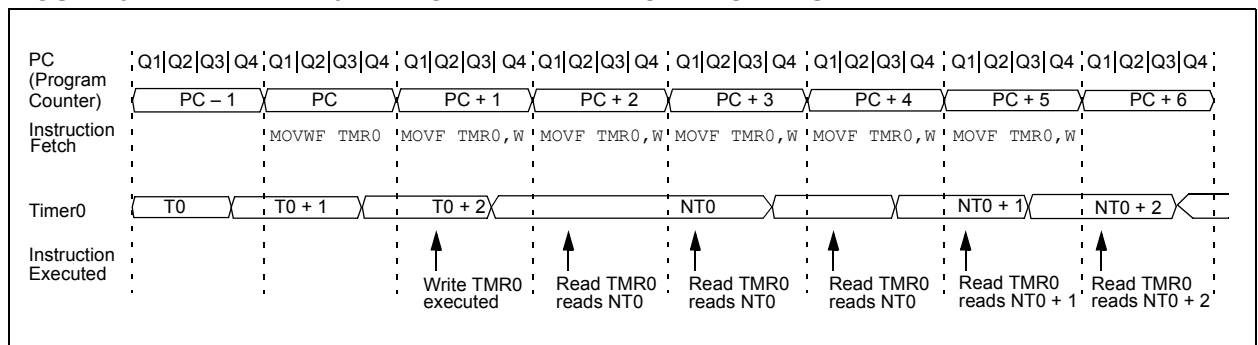 PC
(Program
Counter)
Q1 Q2 Q3 Q4 Q1 Q2 Q3 Q4 Q1 Q2 Q3 Q4 Q1 Q2 Q3 Q4 Q1 Q2 Q3 Q4 Q1 Q2 Q3 Q4 Q1 Q2 Q3 Q4 Q1 Q2 Q3 Q4
PC – 1 PC PC + 1 PC + 2 PC + 3 PC + 4 PC + 5 PC + 6
Instruction
Fetch
MOVWF TMR0 MOVF TMR0,W MOVF TMR0,W MOVF TMR0,W MOVF TMR0,W MOVF TMR0,W
Timer0
T0 T0 + 1 T0 + 2 NT0 NT0 + 1 NT0 + 2
Instruction
Executed
Write TMR0
executed
Read TMR0
reads NT0
Read TMR0
reads NT0
Read TMR0
reads NT0
Read TMR0
reads NT0 + 1
Read TMR0
reads NT0 + 2